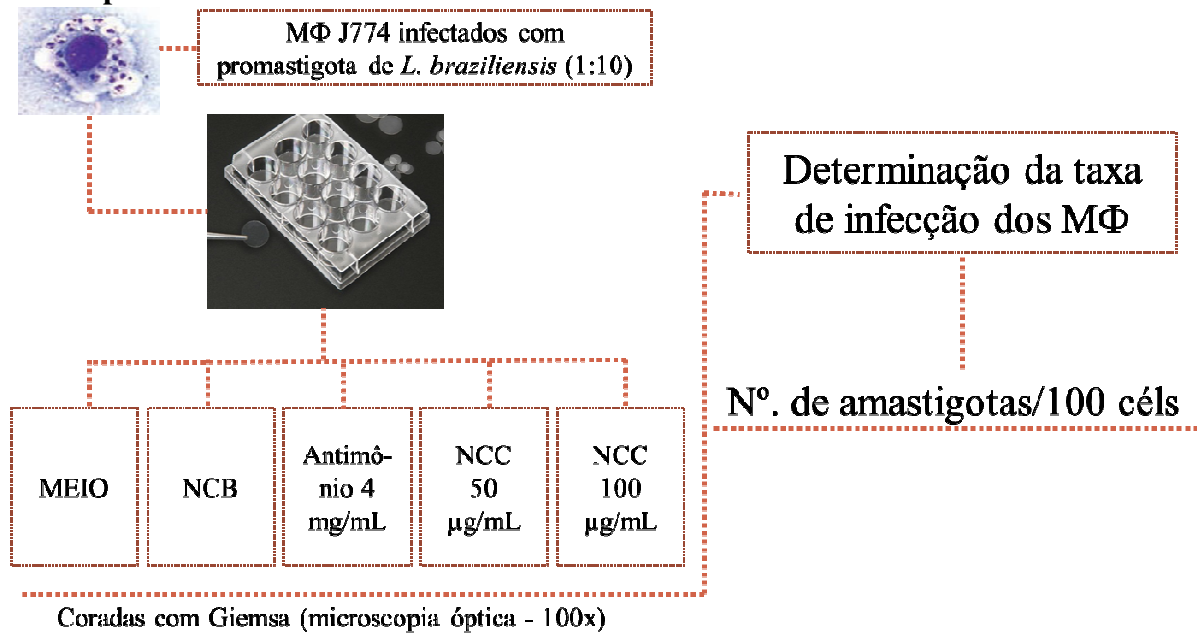 MΦ J774 infectados com
promastigota de L. braziliensis (1:10)
Determinação da taxa
de infecção dos MΦ
Nº. de amastigotas/100 céls
MEIO
NCB
Antimô-
nio 4
mg/mL
NCC
50
µg/mL
NCC
100
µg/mL
Coradas com Giemsa (microscopia óptica - 100x)